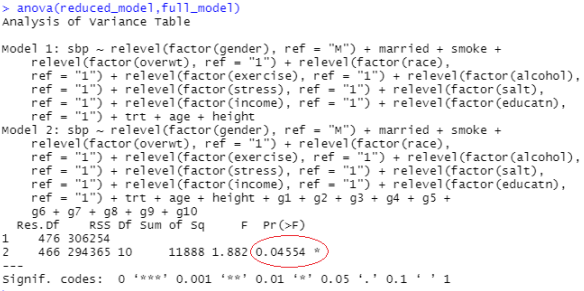 > anova(reduced_model,full_model)
Analysis of Variance Table
Model 1: sbp ~ relevel(factor(gender), ref = "M") + married + smoke +
relevel(factor(overwt), ref = "1") + relevel(factor(race),
ref = "1") + relevel(factor(exercise), ref = "1") + relevel(factor(alcohol),
ref = "1") + relevel(factor(stress), ref = "1") + relevel(factor(salt),
ref = "1") + relevel(factor(income), ref = "1") + relevel(factor(educatn),
ref = "1") + trt + age + height
Model 2: sbp ~ relevel(factor(gender), ref = "M") + married + smoke +
relevel(factor(overwt), ref = "1") + relevel(factor(race),
ref = "1") + relevel(factor(exercise), ref = "1") + relevel(factor(alcohol),
ref = "1") + relevel(factor(stress), ref = "1") + relevel(factor(salt),
ref = "1") + relevel(factor(income), ref = "1") + relevel(factor(educatn),
ref = "1") + trt + age + height + g1 + g2 + g3 + g4 + g5 +
g6 + g7 + g8 + g9 + g10
Res.Df RSS Df Sum of Sq F Pr(>F)
1 476 306254
2 466 294365 10 11888 1.882 0.04554 *
---
Signif. codes: 0 ‘***’ 0.001 ‘**’ 0.01 ‘*’ 0.05 ‘.’ 0.1 ‘ ’ 1